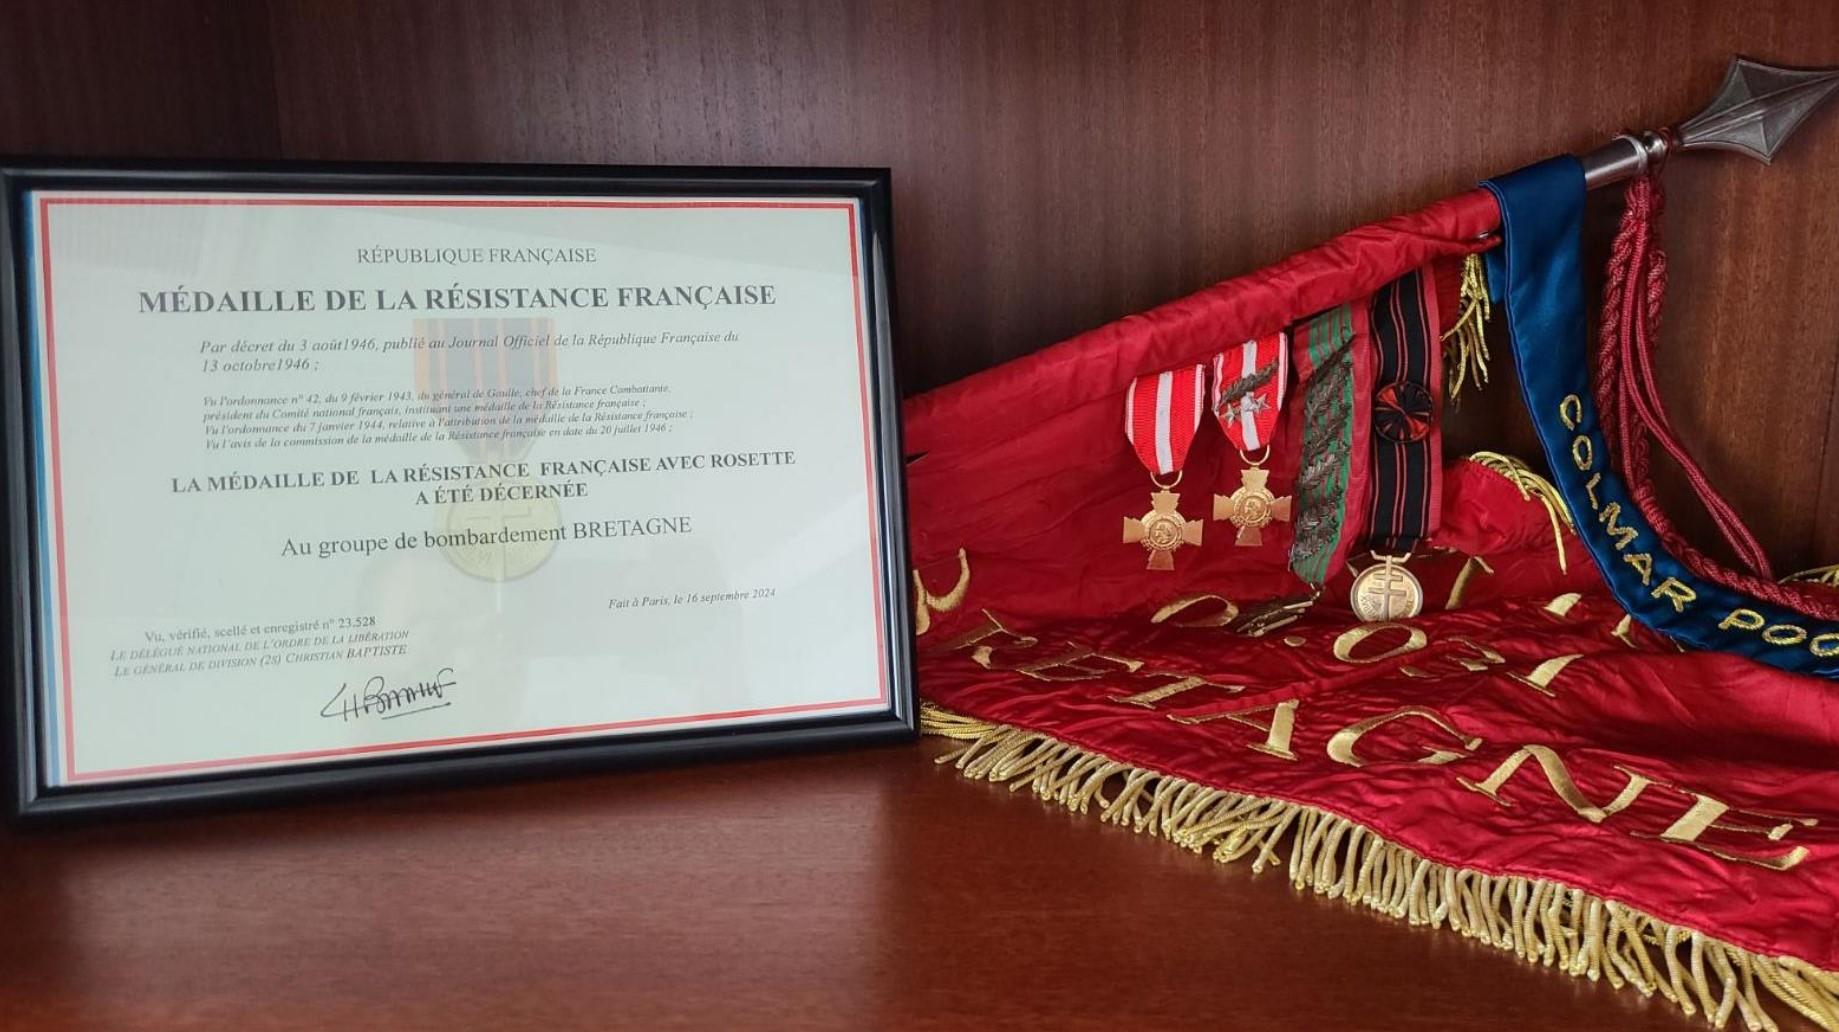 RÉPUBLIQUE FRANÇAISE
MÉDAILLE DE LA RÉSISTANCE FRANÇAISE
Par décret du 3 août1946, publié au Journal Officiel de la République Française du
13 octobre1946 ;
Vu l'ordonnance n° 42, du 9 février 1943, du général de Gaulle, chef de la France Combattante,
président du Comité national français, instituant une médaille de la Résistance française ;
Vu l'ordonnance du 7 janvier 1944, relative à l'attribution de la médaille de la Résistance française ;
Vu l'avis de la commission de la médaille de la Résistance française en date du 20 juillet 1946 ;
LA MÉDAILLE DE LA RÉSISTANCE FRANÇAISE AVEC ROSETTE
A ÉTÉ DÉCERNÉE
Au groupe de bombardement BRETAGNE
Fait à Paris, le 16 septembre 2024
Vu, vérifié, scellé et enregistré n° 23.528
LE DÉLÉGUÉ NATIONAL DE L'ORDRE DE LA LIBÉRATION
LE GÉNÉRAL DE DIVISION (2S) CHRISTIAN BAPTISTE
COLMAR
BRETAGNE